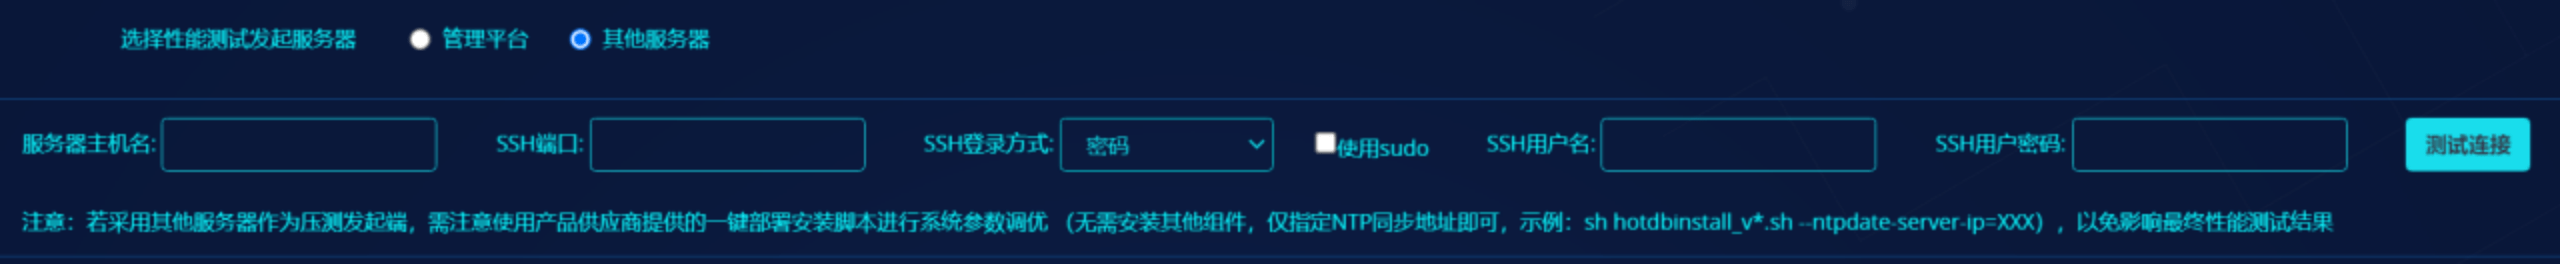 选择性能测试发起服务器 管理平台 其他服务器
服务器主机名: SSH端口: SSH登录方式: 密码 使用sudo SSH用户名: SSH用户密码: 测试连接
注意：若采用其他服务器作为压测发起端，需注意使用产品供应商提供的一键部署安装脚本进行系统参数调优 （无需安装其他组件，仅指定NTP同步地址即可，示例：sh hotdbinstall_v*.sh --ntpdate-server-ip=XXX），以免影响最终性能测试结果